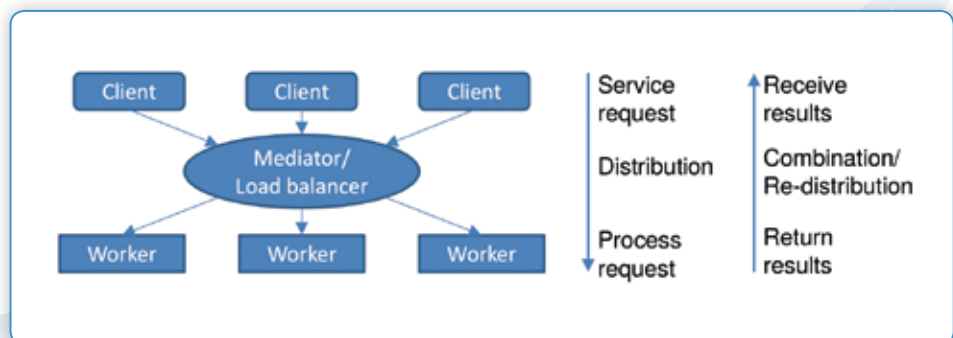 Client
Client
Client
Mediator/
Load balancer
Worker
Worker
Worker
Service
request
Distribution
Process
request
Receive
results
Combination/
Re-distribution
Return
results